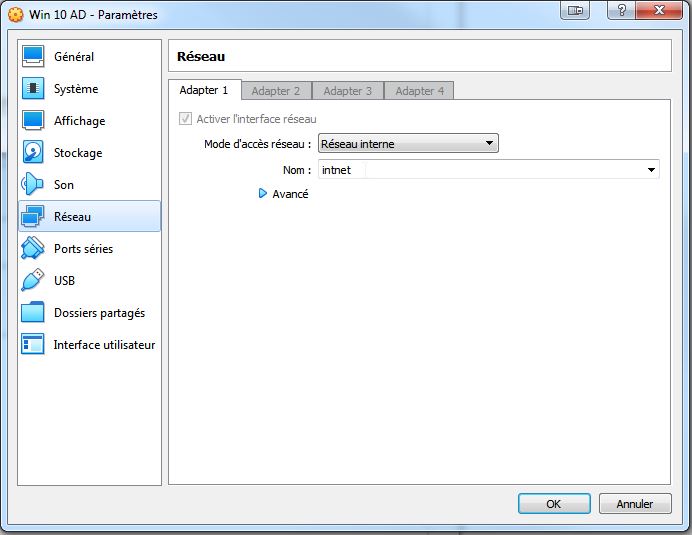 Win 10 AD - Paramètres
Général
Système
Affichage
Stockage
Son
Réseau
Ports séries
USB
Dossiers partagés
Interface utilisateur
Réseau
Adapter 1 Adapter 2 Adapter 3 Adapter 4
Activer l'interface réseau
Mode d'accès réseau : Réseau interne
Nom : intnet
Avancé
OK Annuler